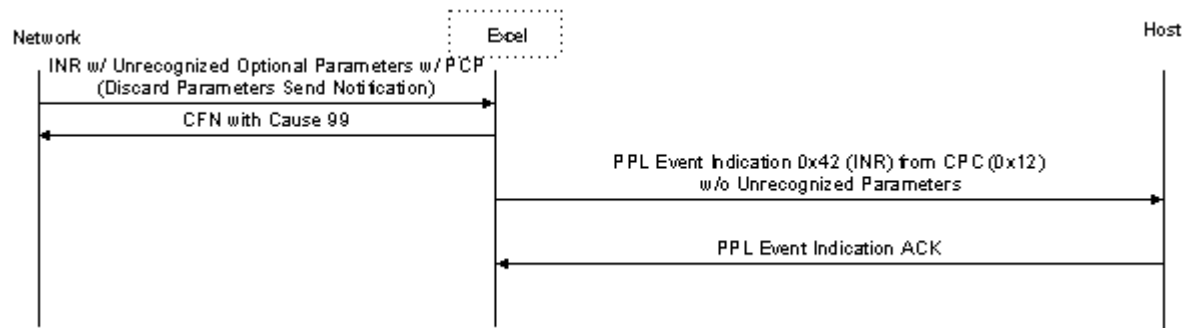 Network
Excel
Host
INR w/ Unrecognized Optional Parameters w/ PCP
(Discard Parameters Send Notification)
CFN with Cause 99
PPL Event Indication 0x42 (INR) from CPC (0x12)
w/o Unrecognized Parameters
PPL Event Indication ACK